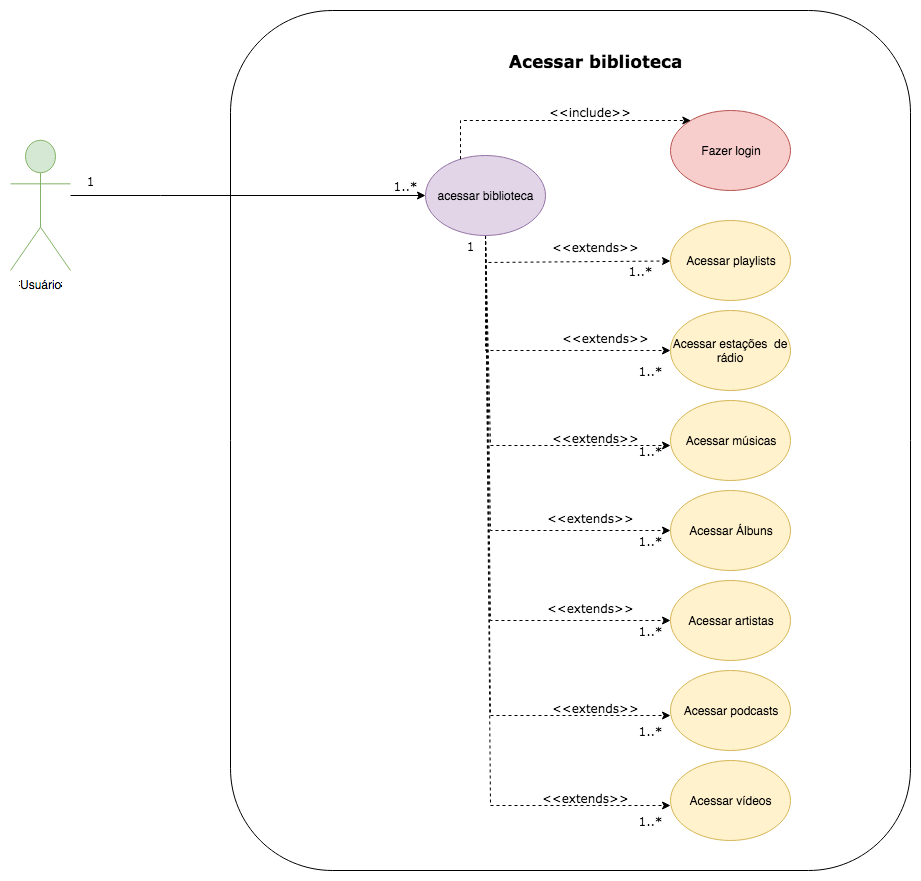 Acessar biblioteca
<<include>>
Fazer login
1
1..*
acessar biblioteca
Usuário
1
<<extends>>
1..*
Acessar playlists
<<extends>>
1..*
Acessar estações de
rádio
<<extends>>
1..*
Acessar músicas
<<extends>>
1..*
Acessar Álbuns
<<extends>>
1..*
Acessar artistas
<<extends>>
1..*
Acessar podcasts
<<extends>>
1..*
Acessar vídeos